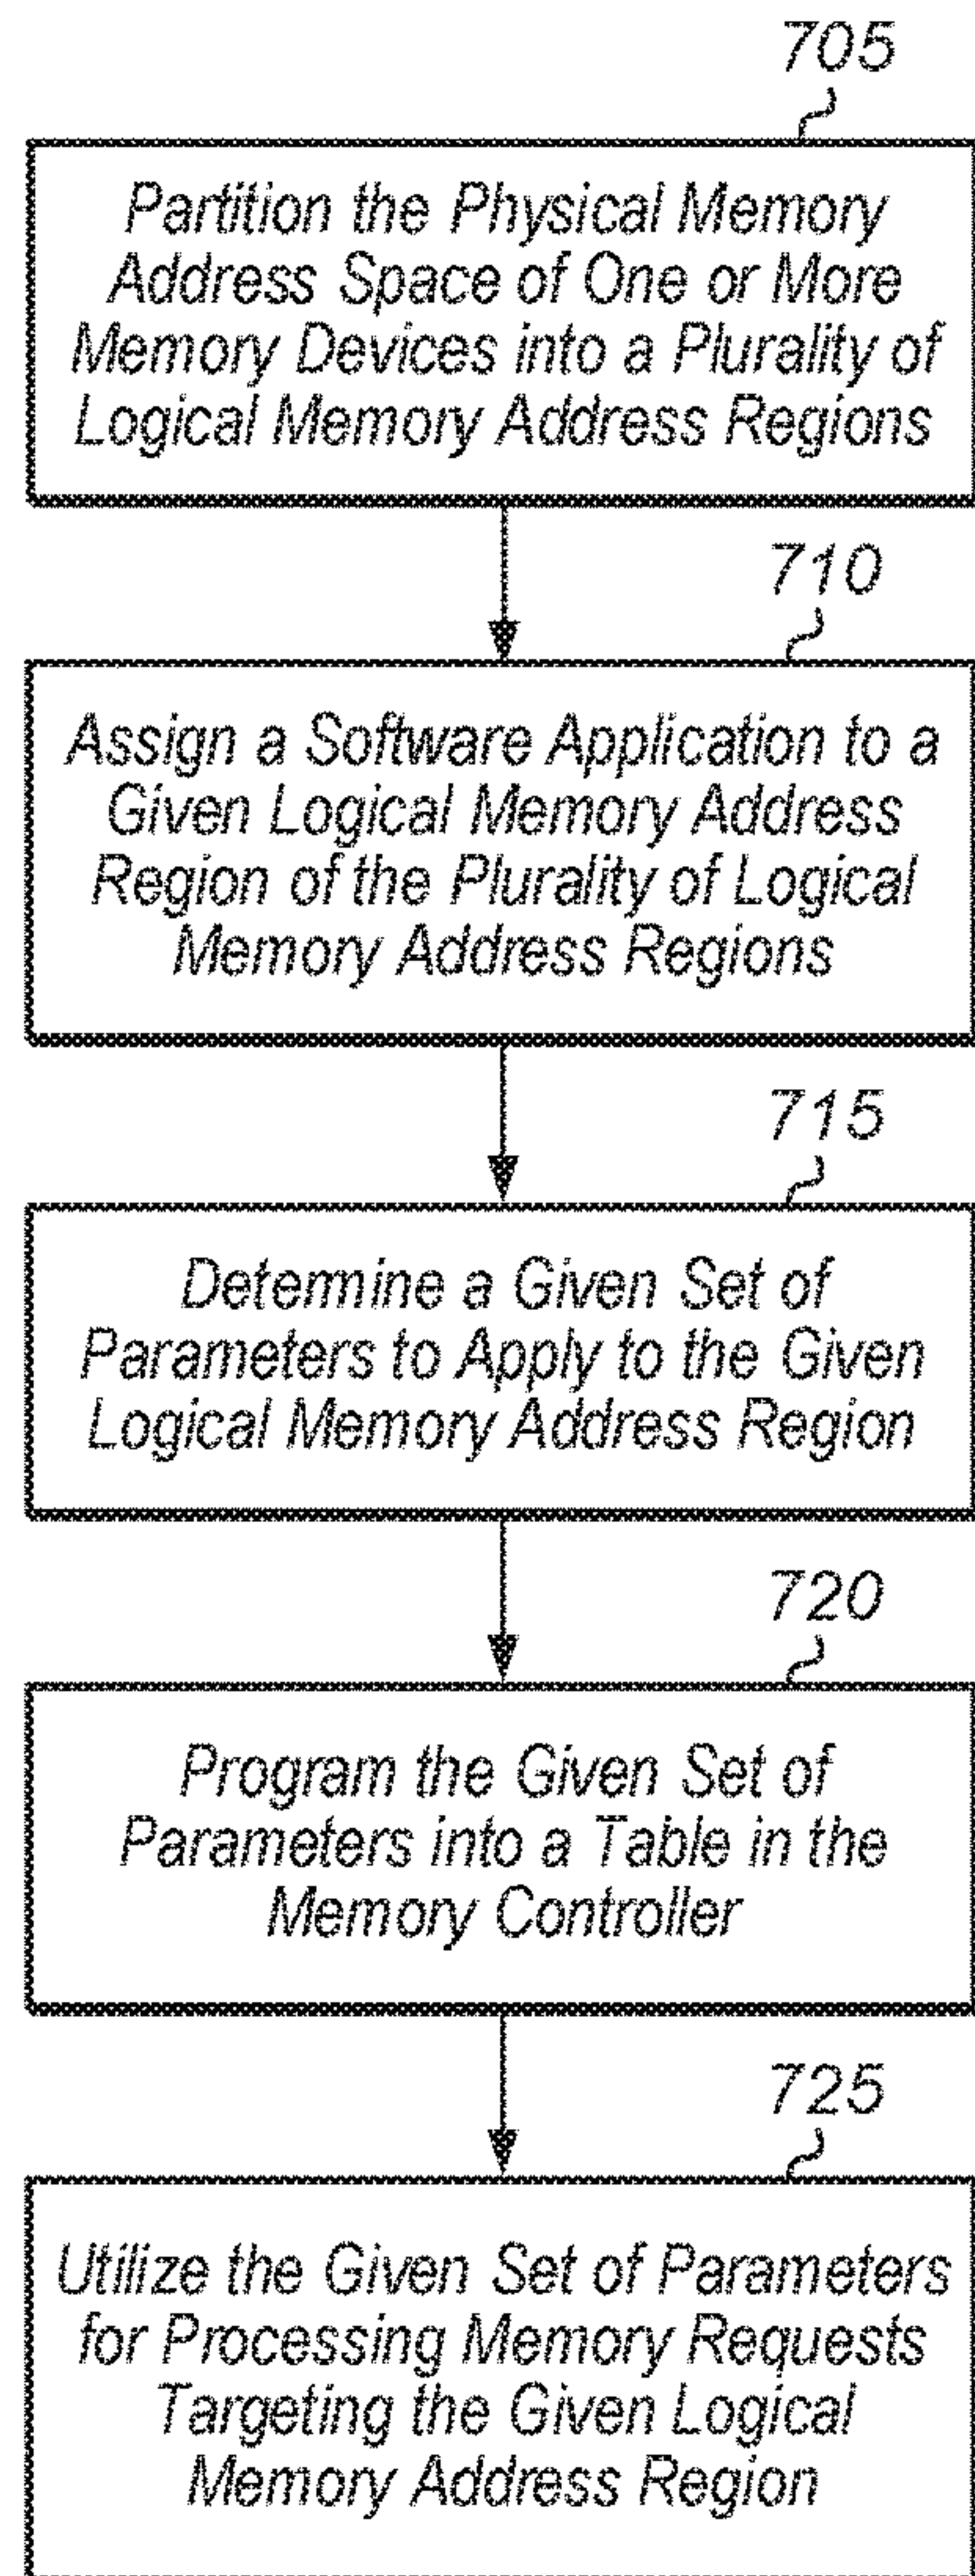 705
Partition the Physical Memory
Address Space of One or More
Memory Devices into a Plurality of
Logical Memory Address Regions
710
Assign a Software Application to a
Given Logical Memory Address
Region of the Plurality of Logical
Memory Address Regions
715
Determine a Given Set of
Parameters to Apply to the Given
Logical Memory Address Region
720
Program the Given Set of
Parameters into a Table in the
Memory Controller
725
Utilize the Given Set of Parameters
for Processing Memory Requests
Targeting the Given Logical
Memory Address Region